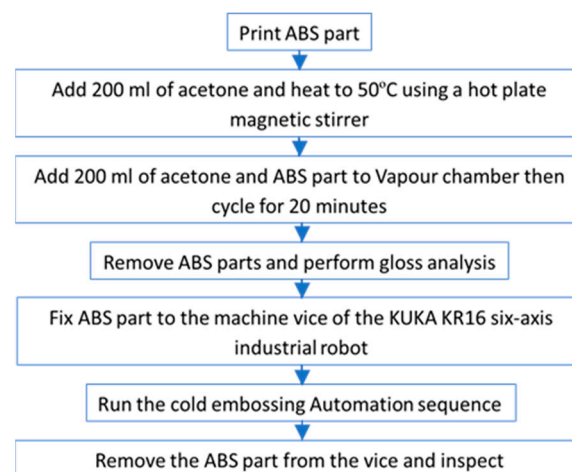 Print ABS part
Add 200 ml of acetone and heat to 50°C using a hot plate
magnetic stirrer
Add 200 ml of acetone and ABS part to Vapour chamber then
cycle for 20 minutes
Remove ABS parts and perform gloss analysis
Fix ABS part to the machine vice of the KUKA KR16 six-axis
industrial robot
Run the cold embossing Automation sequence
Remove the ABS part from the vice and inspect